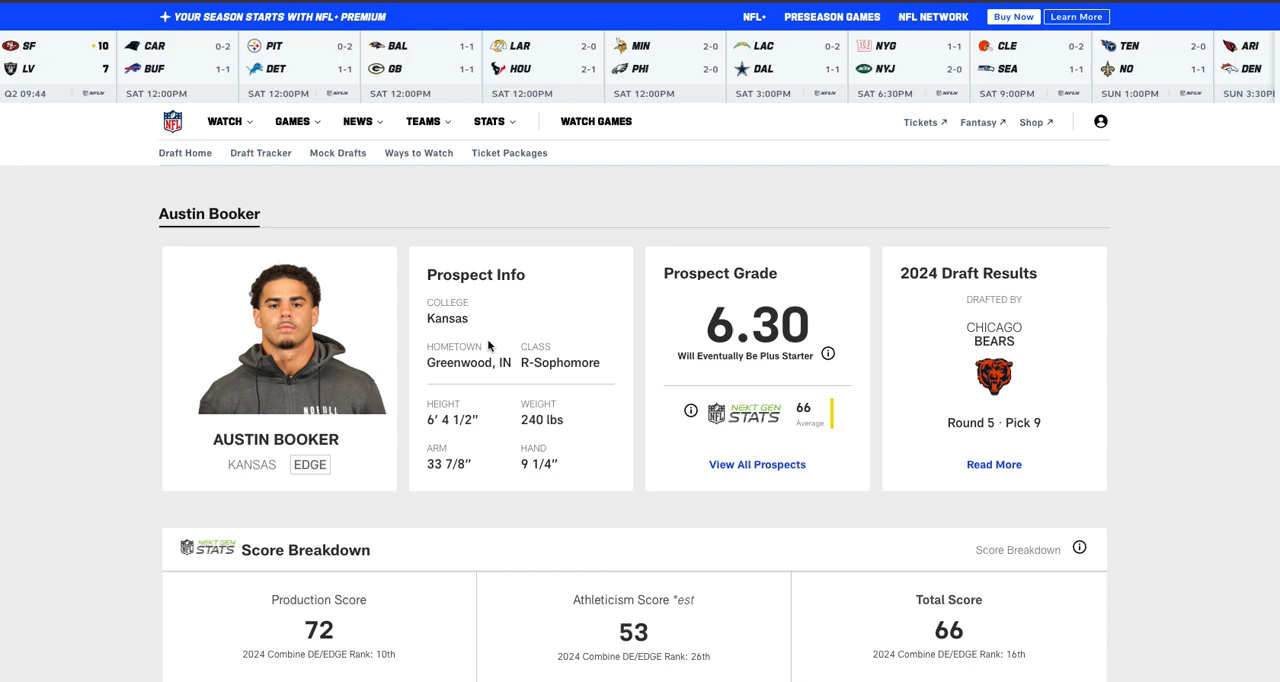 YOUR SEASON STARTS WITH NFL+ PREMIUM
NFL+ PRESEASON GAMES NFL NETWORK Buy Now Learn More
SF 10 CAR 0-2 PIT 0-2 BAL 1-1 LAR 2-0 MIN 2-0 LAC 0-2 NYG 1-1 CLE 0-2 TEN 2-0 ARI
LV 7 BUF 1-1 DET 1-1 GB 1-1 HOU 2-1 PHI 2-0 DAL 1-1 NYJ 2-0 SEA 1-1 NO 1-1 DEN
Q2 09:44 SAT 12:00PM SAT 12:00PM SAT 12:00PM SAT 12:00PM SAT 12:00PM SAT 3:00PM SAT 6:30PM SAT 9:00PM SUN 1:00PM SUN 3:30P
NFL WATCH GAMES NEWS TEAMS STATS WATCH GAMES Tickets Fantasy Shop
Draft Home Draft Tracker Mock Drafts Ways to Watch Ticket Packages
Austin Booker
AUSTIN BOOKER
KANSAS EDGE
Prospect Info
COLLEGE
Kansas
HOMETOWN CLASS
Greenwood, IN R-Sophomore
HEIGHT WEIGHT
6' 4 1/2" 240 lbs
ARM HAND
33 7/8" 9 1/4"
Prospect Grade
6.30
Will Eventually Be Plus Starter
NFL NEXT GEN STATS 66
Average
View All Prospects
2024 Draft Results
DRAFTED BY
CHICAGO
BEARS
Round 5 · Pick 9
Read More
NFL NEXT GEN STATS Score Breakdown Score Breakdown
Production Score
72
2024 Combine DE/EDGE Rank: 10th
Athleticism Score *est
53
2024 Combine DE/EDGE Rank: 26th
Total Score
66
2024 Combine DE/EDGE Rank: 16th